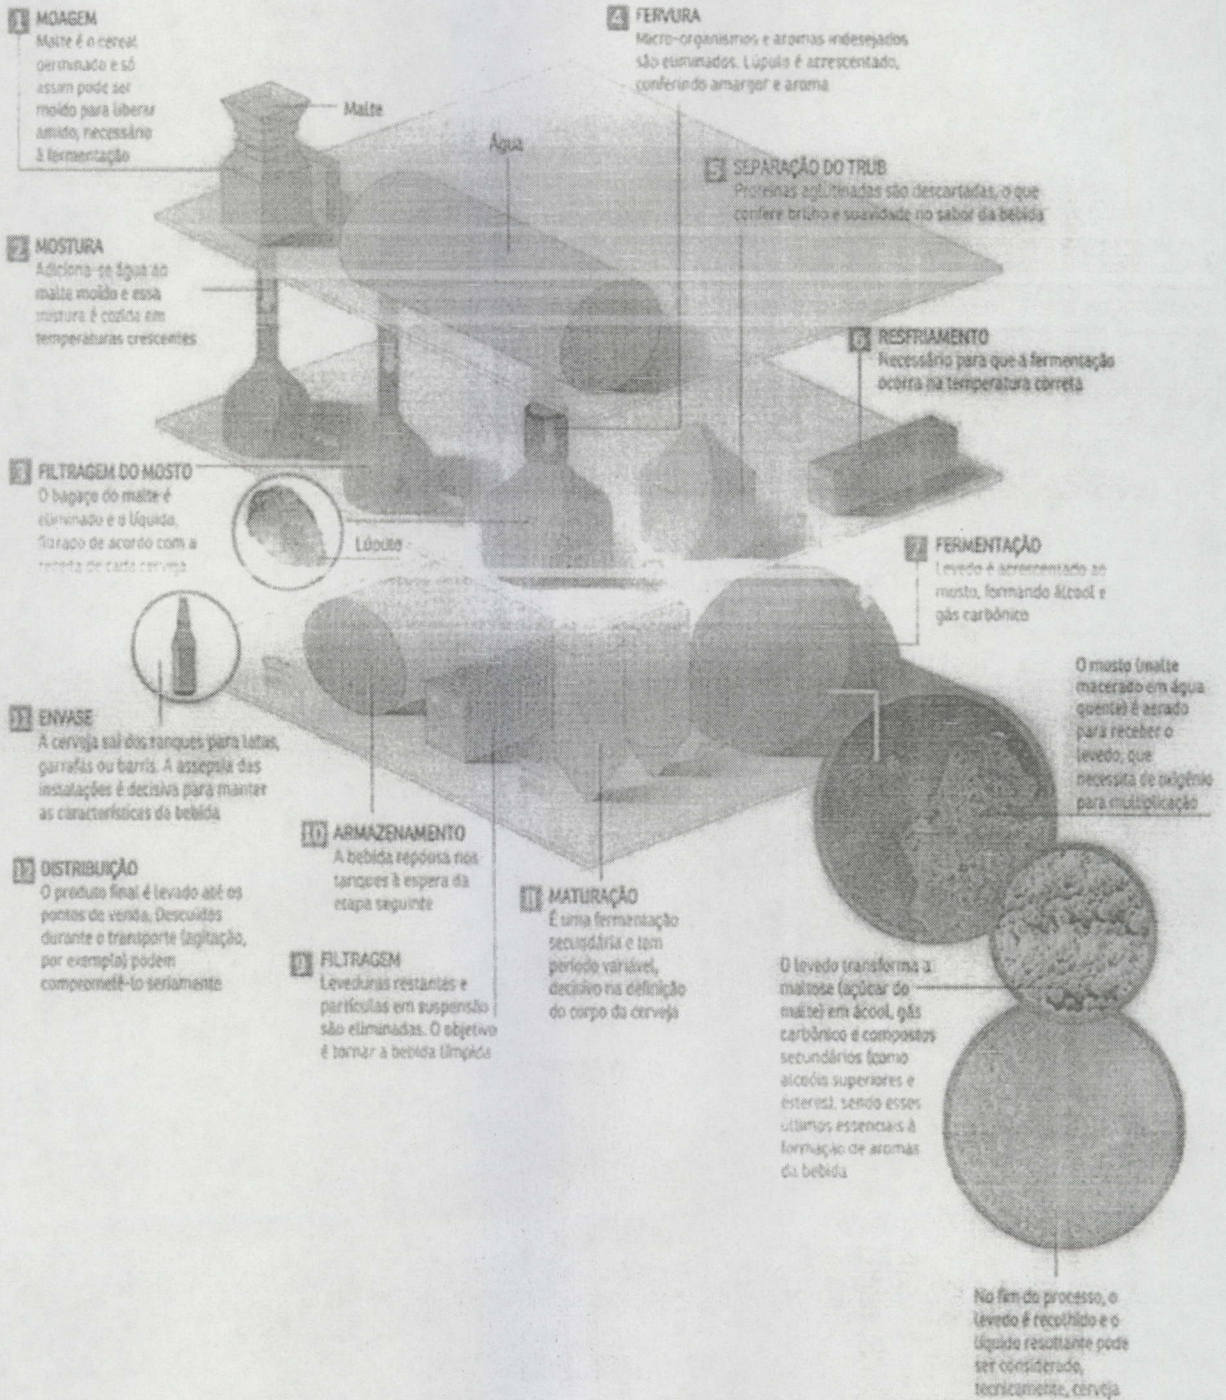 1 MOAGEM
Malte é o cereal
germinado e só
assim pode ser
moído para liberar
amido, necessário
à fermentação
Malte
Água
4 FERVURA
Micro-organismos e aromas indesejados
são eliminados. Lúpulo é acrescentado,
conferindo amargor e aroma
5 SEPARAÇÃO DO TRUB
Proteínas aglutinadas são descartadas, o que
confere brilho e suavidade no sabor da bebida
2 MOSTURA
Adiciona-se água ao
malte moído e essa
mistura é cozida em
temperaturas crescentes
6 RESFRIAMENTO
Necessário para que a fermentação
ocorra na temperatura correta
3 FILTRAGEM DO MOSTO
O bagaço do malte é
eliminado e o líquido,
de acordo com a
receita de cada cerveja
Lúpulo
7 FERMENTAÇÃO
Levedo é acrescentado ao
mosto, formando álcool e
gás carbônico
O mosto (malte
macerado em água
quente) é aerado
para receber o
levedo, que
necessita de oxigênio
para multiplicação
11 ENVASE
A cerveja sai dos tanques para latas,
garrafas ou barris. A assepsia das
instalações é decisiva para manter
as características da bebida
10 ARMAZENAMENTO
A bebida repousa nos
tanques à espera da
etapa seguinte
12 DISTRIBUIÇÃO
O produto final é levado até os
pontos de venda. Descuidos
durante o transporte (agitação,
por exemplo) podem
comprometê-lo seriamente
8 MATURAÇÃO
É uma fermentação
secundária e tem
período variável,
decisivo na definição
do corpo da cerveja
9 FILTRAGEM
Leveduras restantes e
partículas em suspensão
são eliminadas. O objetivo
é tornar a bebida límpida
O levedo transforma a
maltose (açúcar do
malte) em ácool, gás
carbônico e compostos
secundários (como
alcoóis superiores e
ésteres), sendo esses
últimos essenciais à
formação de aromas
da bebida
No fim do processo, o
levedo é recolhido e o
líquido resultante pode
ser considerado,
tecnicamente, cerveja